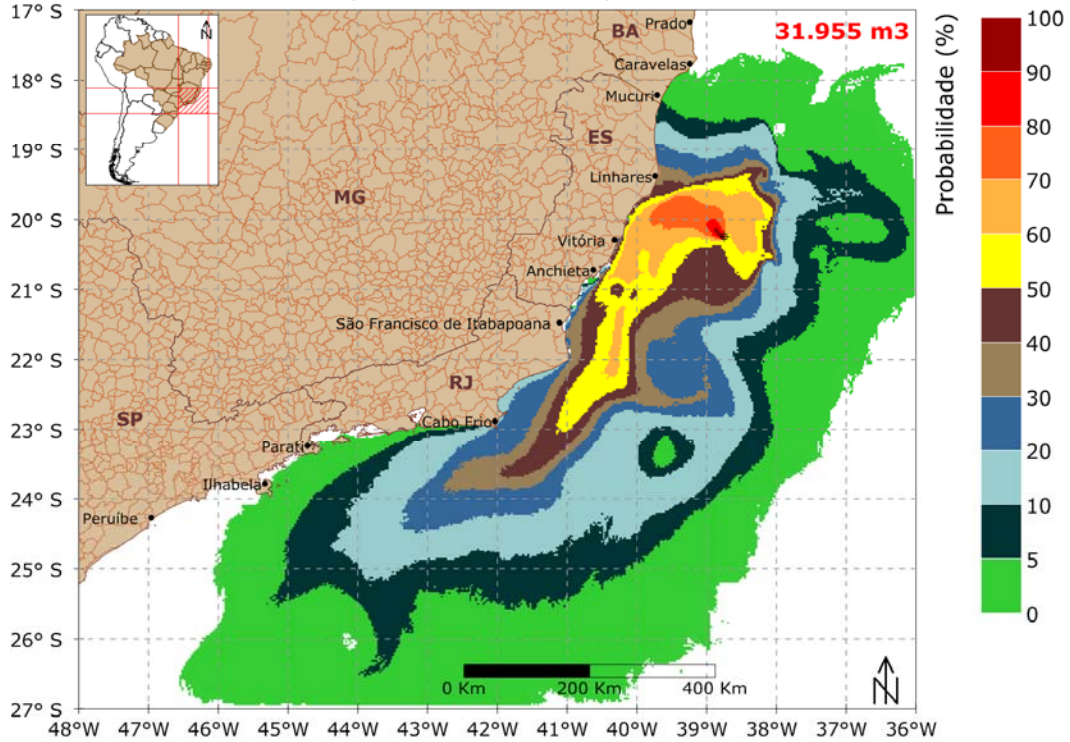 17° S
18° S
19° S
20° S
21° S
22° S
23° S
24° S
25° S
26° S
27° S
N
BA
Prado
31.955 m3
Caravelas
Mucuri
ES
Linhares
MG
Vitória
Anchieta
São Francisco de Itabapoana
RJ
SP
Cabo Frio
Parati
Ilhabela
Peruíbe
0 Km
200 Km
400 Km
N
48°W
47°W
46°W
45°W
44°W
43°W
42°W
41°W
40°W
39°W
38°W
37°W
36°W
Probabilidade (%)
100
90
80
70
60
50
40
30
20
10
5
0